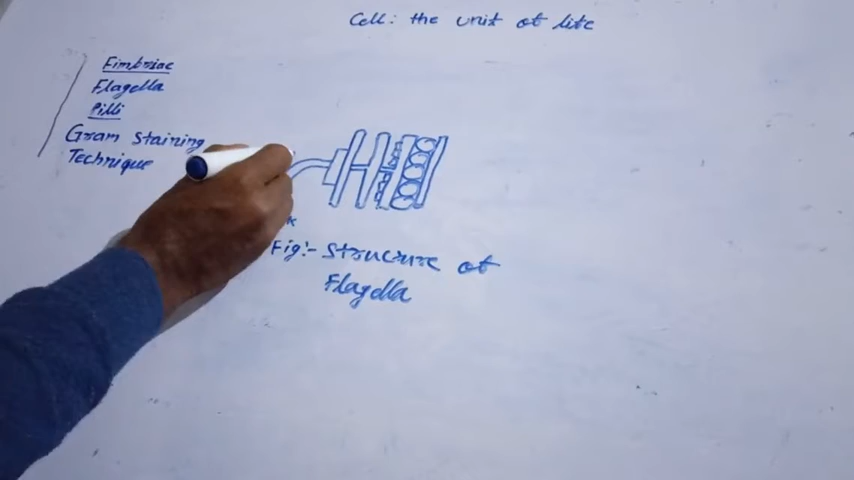 Cell: the unit of life
Fimbriae
Flagella
Pilli
Gram Staining
Technique
Fig:- Structure of
Flagella